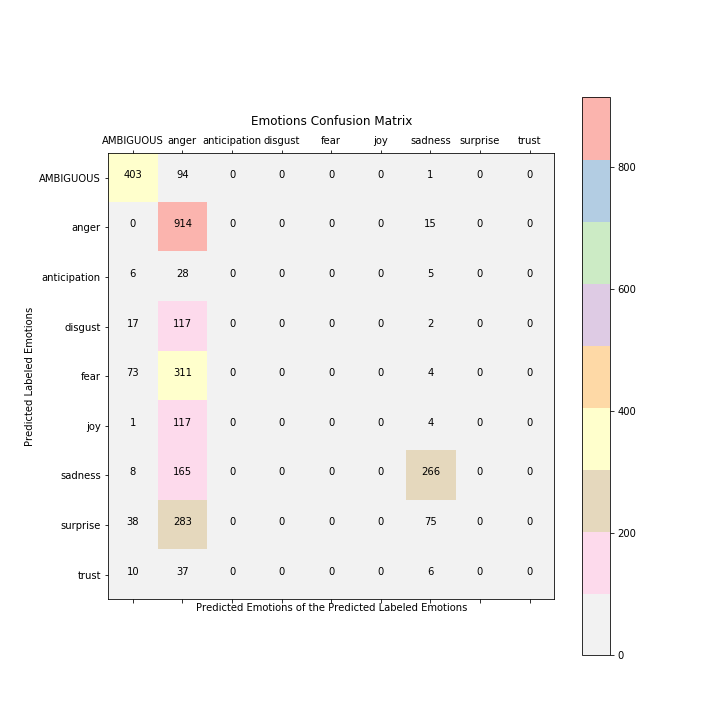 Emotions Confusion Matrix
AMBIGUOUS anger anticipation disgust fear joy sadness surprise trust
AMBIGUOUS 403 94 0 0 0 0 1 0 0
anger 0 914 0 0 0 0 15 0 0
anticipation 6 28 0 0 0 0 5 0 0
disgust 17 117 0 0 0 0 2 0 0
fear 73 311 0 0 0 0 4 0 0
joy 1 117 0 0 0 0 4 0 0
sadness 8 165 0 0 0 0 266 0 0
surprise 38 283 0 0 0 0 75 0 0
trust 10 37 0 0 0 0 6 0 0
Predicted Labeled Emotions
Predicted Emotions of the Predicted Labeled Emotions
800
600
400
200
0